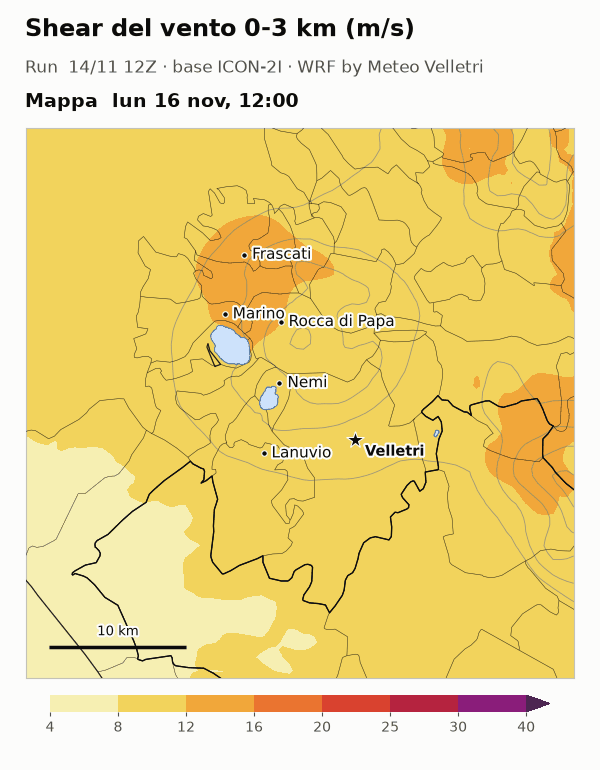 Shear del vento 0-3 km (m/s)
Run  14/11 12Z · base ICON-2I · WRF by Meteo Velletri
Mappa  lun 16 nov, 12:00
Frascati
Marino
Rocca di Papa
Nemi
Velletri
Lanuvio
10 km
4 8 12 16 20 25 30 40